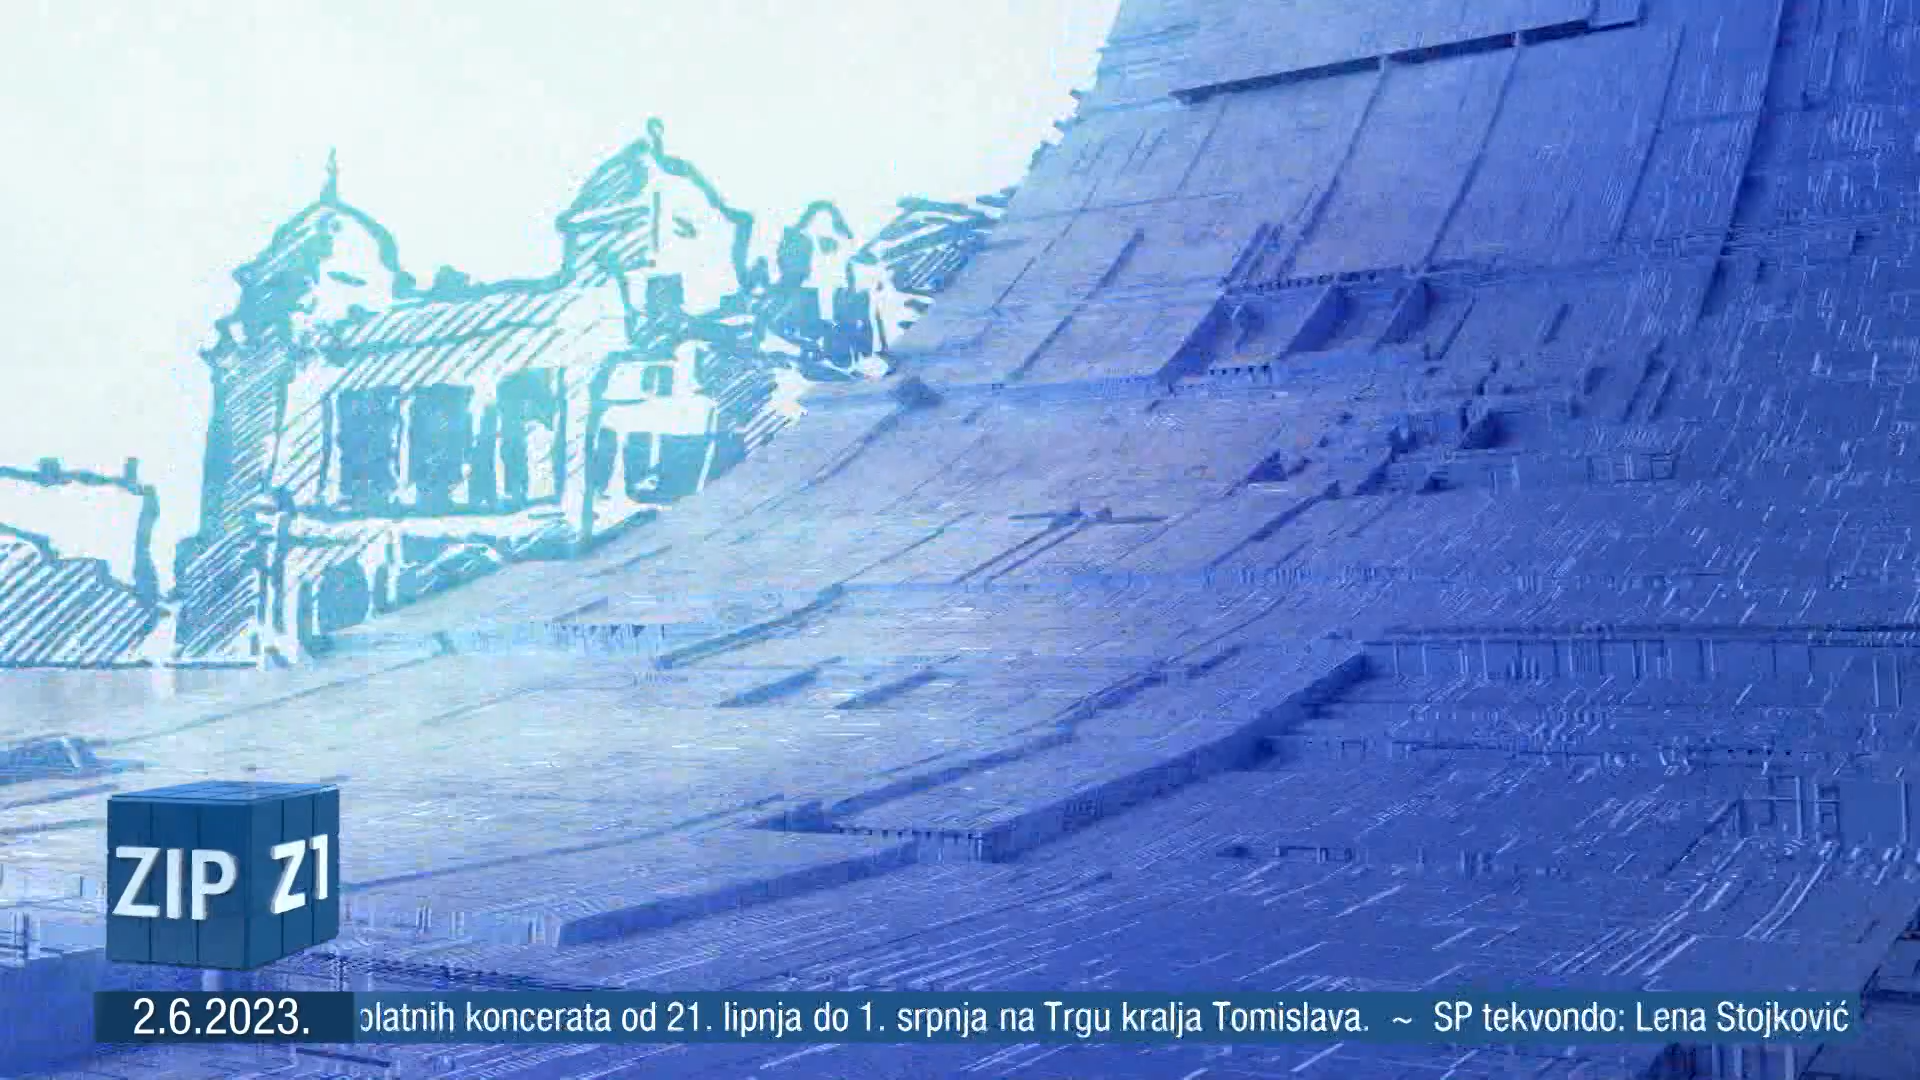 ZIP Z1
2.6.2023.
platnih koncerata od 21. lipnja do 1. srpnja na Trgu kralja Tomislava. ~ SP tekvondo: Lena Stojković